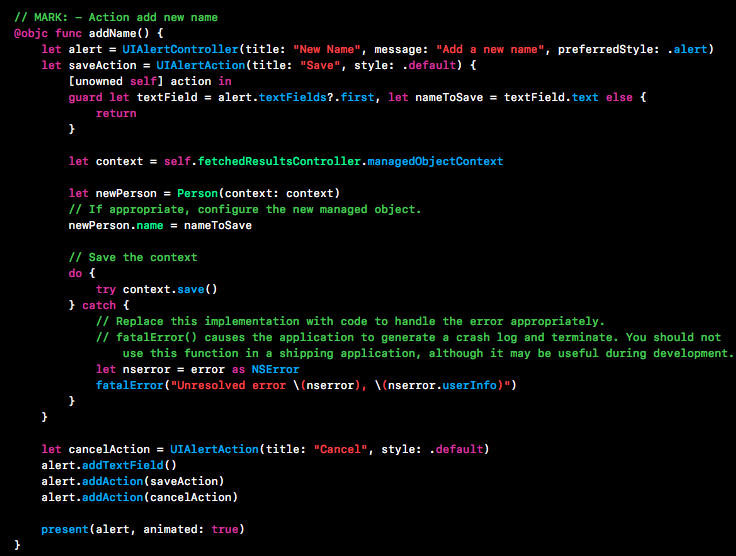 // MARK: – Action add new name
@objc func addName() {
    let alert = UIAlertController(title: "New Name", message: "Add a new name", preferredStyle: .alert)
    let saveAction = UIAlertAction(title: "Save", style: .default) {
        [unowned self] action in
        guard let textField = alert.textFields?.first, let nameToSave = textField.text else {
            return
        }

        let context = self.fetchedResultsController.managedObjectContext

        let newPerson = Person(context: context)
        // If appropriate, configure the new managed object.
        newPerson.name = nameToSave

        // Save the context
        do {
            try context.save()
        } catch {
            // Replace this implementation with code to handle the error appropriately.
            // fatalError() causes the application to generate a crash log and terminate. You should not
                use this function in a shipping application, although it may be useful during development.
            let nserror = error as NSError
            fatalError("Unresolved error \(nserror), \(nserror.userInfo)")
        }
    }

    let cancelAction = UIAlertAction(title: "Cancel", style: .default)
    alert.addTextField()
    alert.addAction(saveAction)
    alert.addAction(cancelAction)

    present(alert, animated: true)
}